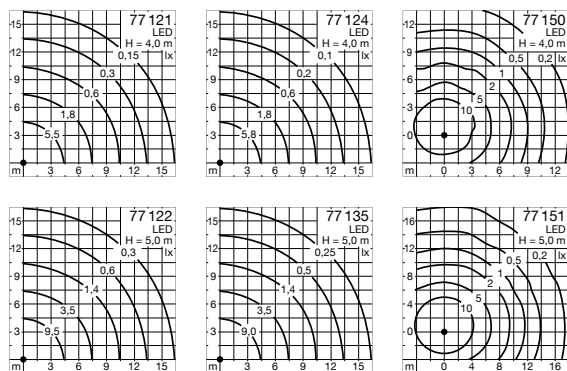 77 121
LED
H = 4,0 m
0,15 lx
0,3
0,6
1,8
5,5
15
12
9
6
3
m 3 6 9 12 15
77 124
LED
H = 4,0 m
0,1 lx
0,2
0,6
1,8
5,8
15
12
9
6
3
m 3 6 9 12 15
77 150
LED
H = 4,0 m
0,5 0,2 lx
1
2
5
10
12
9
6
3
0
m 0 3 6 9 12
77 122
LED
H = 5,0 m
0,3 lx
0,6
1,4
3,5
9,5
15
12
9
6
3
m 3 6 9 12 15
77 135
LED
H = 5,0 m
0,25 lx
0,5
1,4
3,5
9,0
15
12
9
6
3
m 3 6 9 12 15
77 151
LED
H = 5,0 m
0,5 0,2 lx
1
2
5
10
16
12
8
4
0
m 0 4 8 12 16